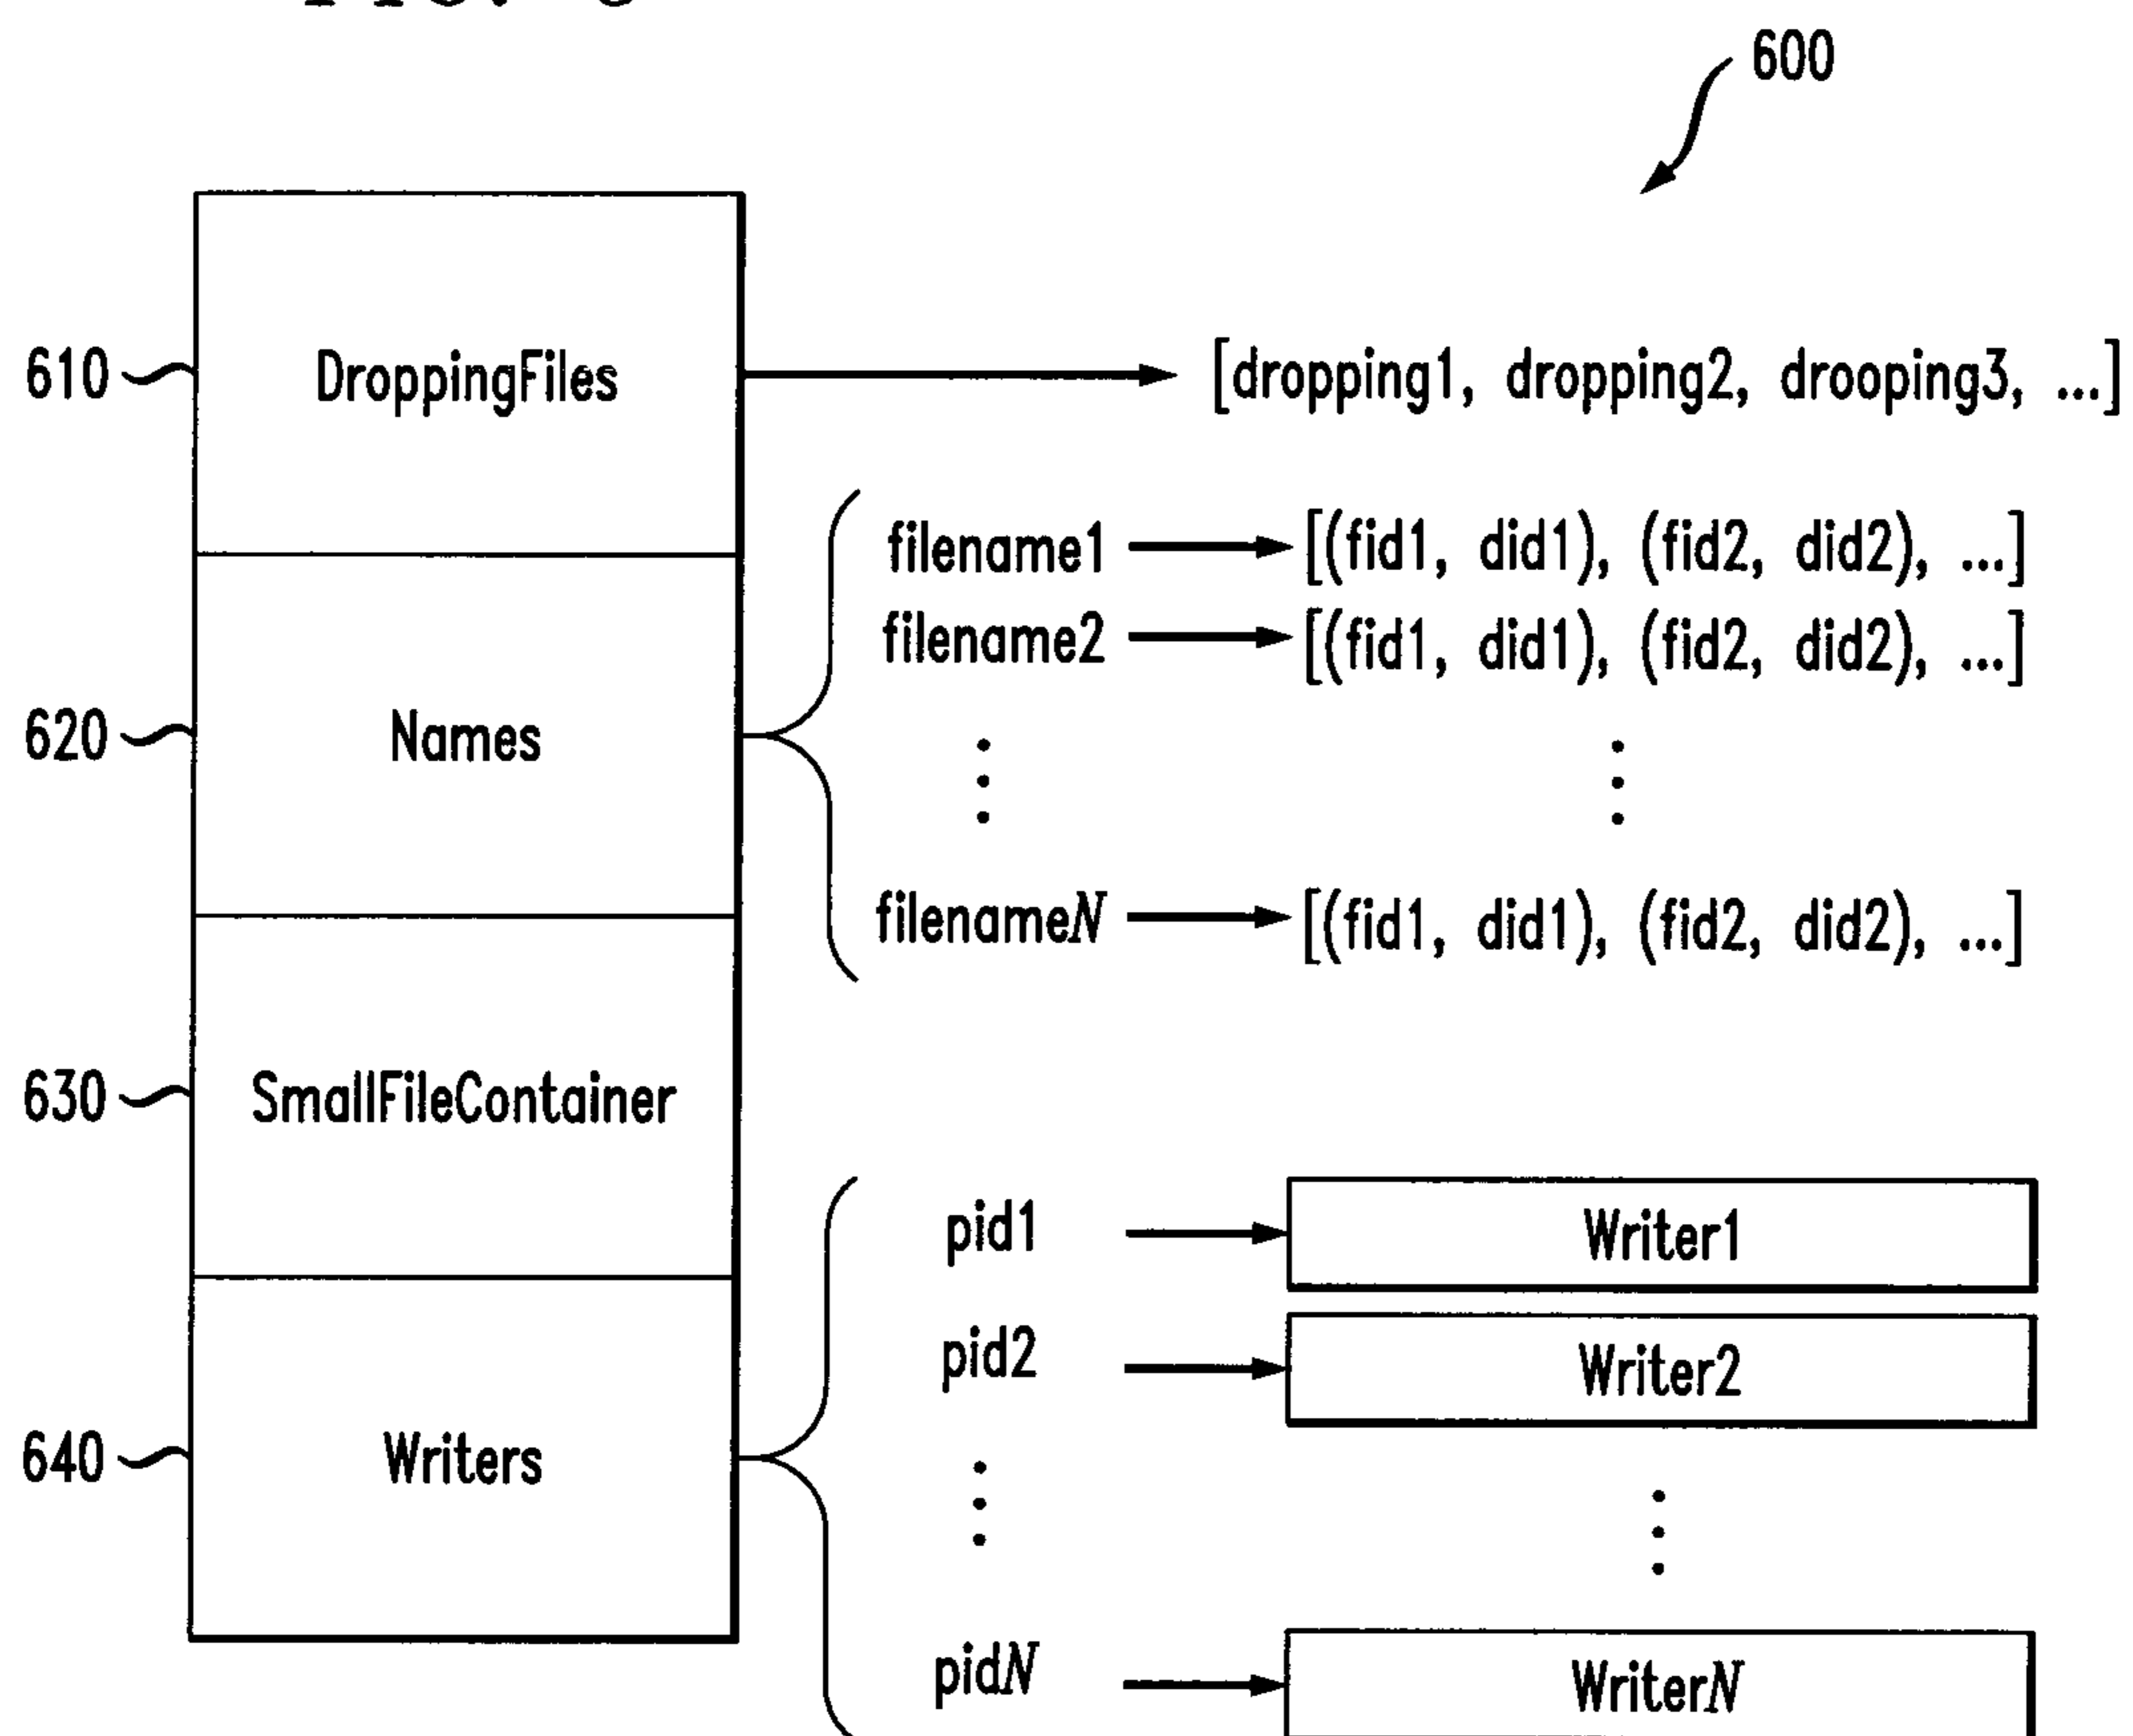 600
610 DroppingFiles [dropping1, dropping2, drooping3, ...]
filename1 [(fid1, did1), (fid2, did2), ...]
filename2 [(fid1, did1), (fid2, did2), ...]
620 Names
filenameN [(fid1, did1), (fid2, did2), ...]
630 SmallFileContainer
pid1 Writer1
pid2 Writer2
640 Writers
pidN WriterN